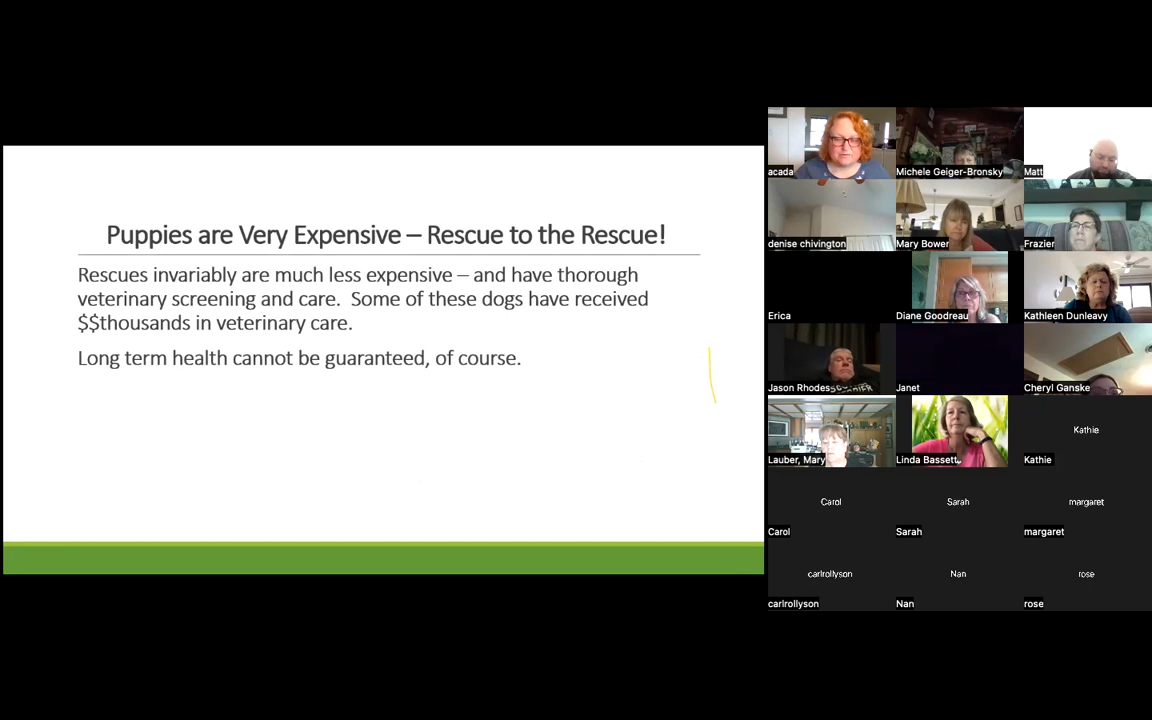 Puppies are Very Expensive – Rescue to the Rescue!
Rescues invariably are much less expensive – and have thorough
veterinary screening and care.  Some of these dogs have received
$$thousands in veterinary care.
Long term health cannot be guaranteed, of course.
acada
Michele Geiger-Bronsky
Matt
denise chivington
Mary Bower
Frazier
Erica
Diane Goodreau
Kathleen Dunleavy
Jason Rhodes
Janet
Cheryl Ganske
Lauber, Mary
Linda Bassett
Kathie
Kathie
Carol
Sarah
margaret
Carol
Sarah
margaret
carlrollyson
Nan
rose
carlrollyson
Nan
rose